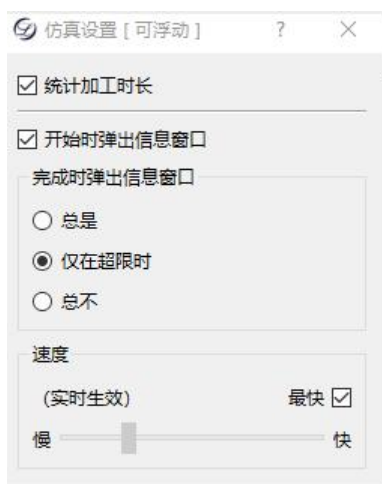 仿真设置 [ 可浮动 ] ?
统计加工时长
开始时弹出信息窗口
完成时弹出信息窗口
总是
仅在超限时
总不
速度
(实时生效) 最快
慢 快